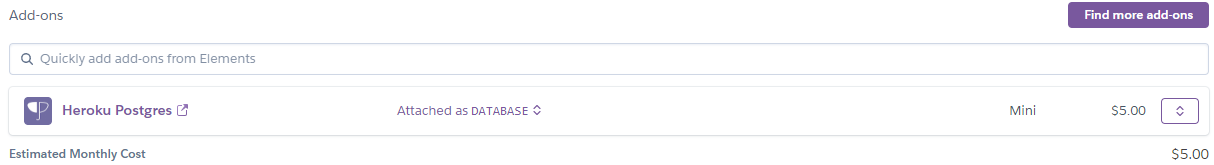 Add-ons
Find more add-ons
Quickly add add-ons from Elements
Heroku Postgres Attached as DATABASE Mini $5.00
Estimated Monthly Cost $5.00